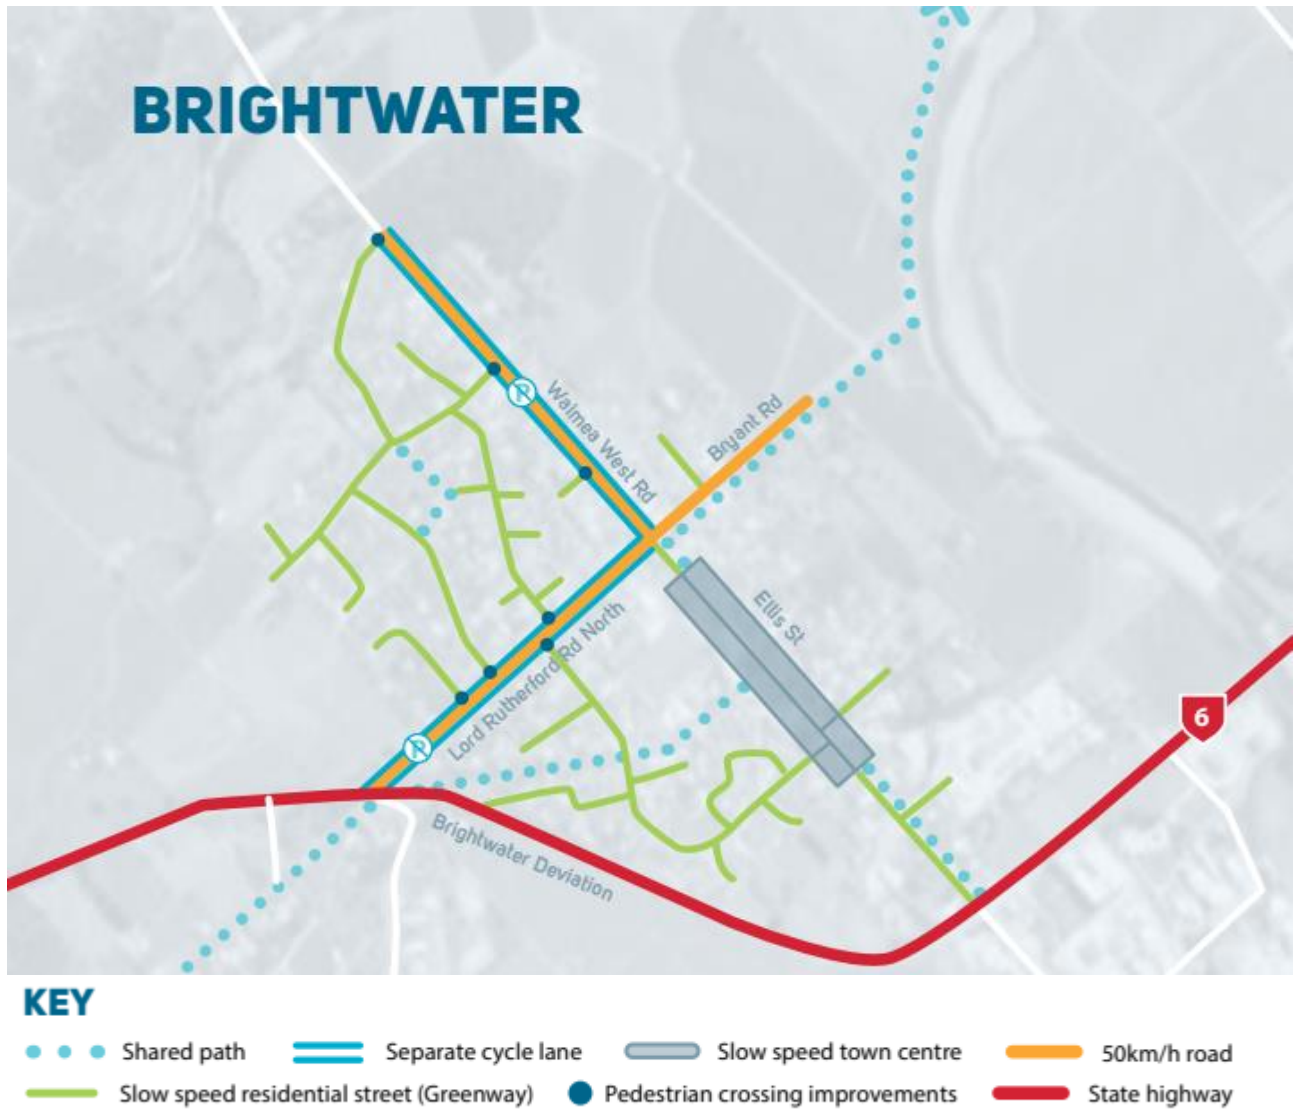 BRIGHTWATER
Waimea West Rd
Bryant Rd
Ellis St
Lord Rutherford Rd North
Brightwater Deviation
6
P
P
KEY
Shared path
Separate cycle lane
Slow speed town centre
50km/h road
Slow speed residential street (Greenway)
Pedestrian crossing improvements
State highway